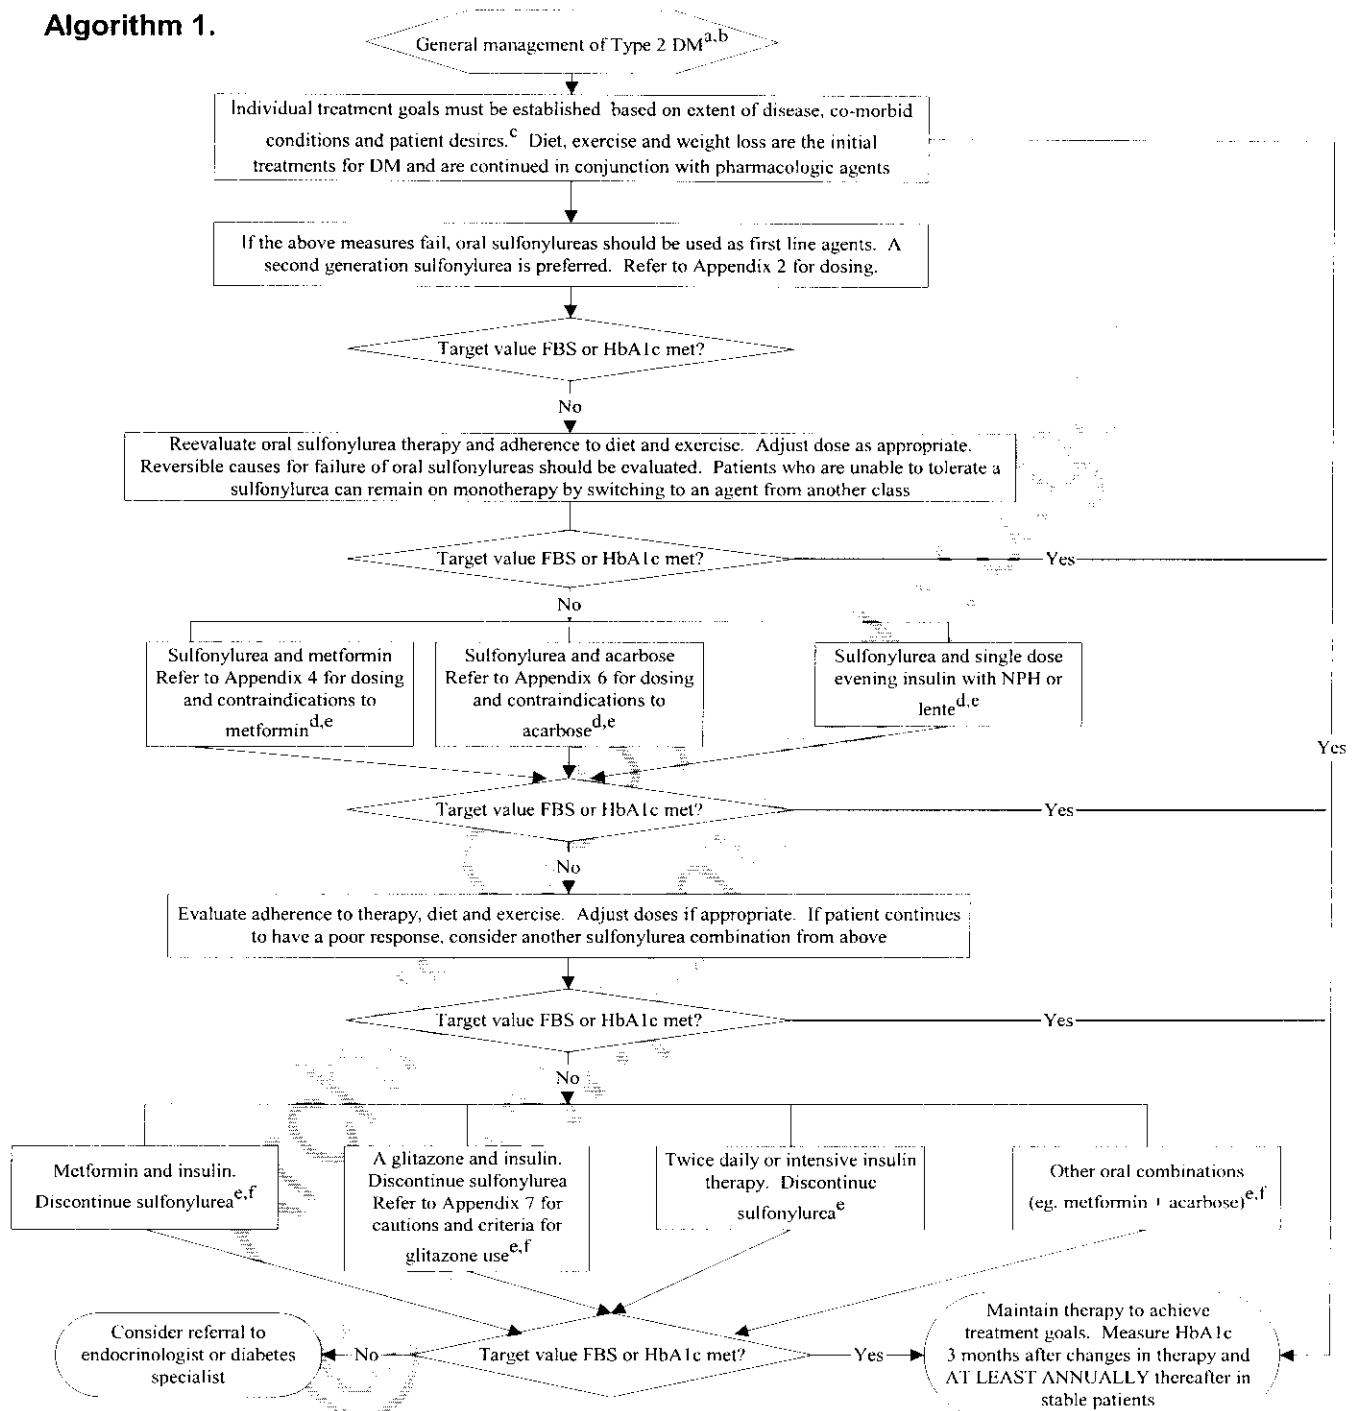 Algorithm 1.
General management of Type 2 DM a,b
Individual treatment goals must be established based on extent of disease, co-morbid
conditions and patient desires. c Diet, exercise and weight loss are the initial
treatments for DM and are continued in conjunction with pharmacologic agents
If the above measures fail, oral sulfonylureas should be used as first line agents. A
second generation sulfonylurea is preferred. Refer to Appendix 2 for dosing.
Target value FBS or HbA1c met?
No
Reevaluate oral sulfonylurea therapy and adherence to diet and exercise. Adjust dose as appropriate.
Reversible causes for failure of oral sulfonylureas should be evaluated. Patients who are unable to tolerate a
sulfonylurea can remain on monotherapy by switching to an agent from another class
Target value FBS or HbA1c met?
Yes
No
Sulfonylurea and metformin
Refer to Appendix 4 for dosing
and contraindications to
metformin d,e
Sulfonylurea and acarbose
Refer to Appendix 6 for dosing
and contraindications to
acarbose d,e
Sulfonylurea and single dose
evening insulin with NPH or
lente d,e
Yes
Target value FBS or HbA1c met?
Yes
No
Evaluate adherence to therapy, diet and exercise. Adjust doses if appropriate. If patient continues
to have a poor response, consider another sulfonylurea combination from above
Target value FBS or HbA1c met?
Yes
No
Metformin and insulin.
Discontinue sulfonylurea e,f
A glitazone and insulin.
Discontinue sulfonylurea
Refer to Appendix 7 for
cautions and criteria for
glitazone use e,f
Twice daily or intensive insulin
therapy. Discontinue
sulfonylurea e
Other oral combinations
(eg. metformin + acarbose) e,f
Consider referral to
endocrinologist or diabetes
specialist
No
Target value FBS or HbA1c met?
Yes
Maintain therapy to achieve
treatment goals. Measure HbA1c
3 months after changes in therapy and
AT LEAST ANNUALLY thereafter in
stable patients